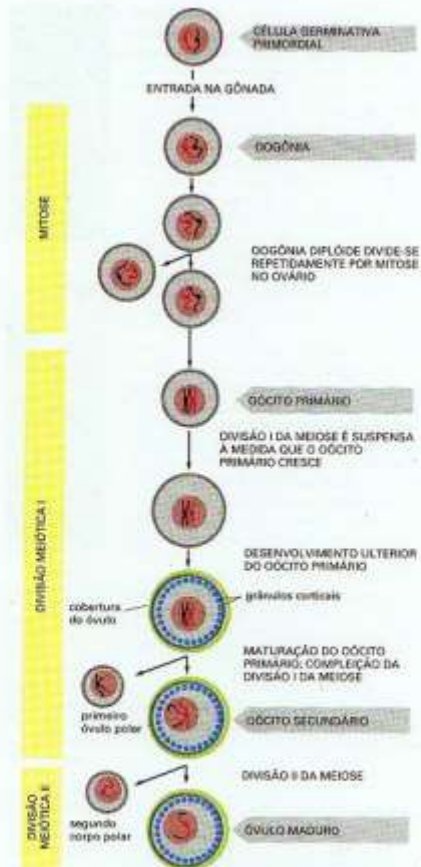 CÉLULA GERMINATIVA
PRIMORDIAL
ENTRADA NA GÔNADA
OOGÔNIA
MITOSE
OOGÔNIA DIPLÓIDE DIVIDE-SE
REPETIDAMENTE POR MITOSE
NO OVÁRIO
OÓCITO PRIMÁRIO
DIVISÃO I DA MEIOSE É SUSPENSA
À MEDIDA QUE O OÓCITO
PRIMÁRIO CRESCE
DIVISÃO MEIÓTICA I
DESENVOLVIMENTO ULTERIOR
DO OÓCITO PRIMÁRIO
cobertura
do óvulo
grânulos corticais
MATURAÇÃO DO OÓCITO
PRIMÁRIO; COMPLEIÇÃO DA
DIVISÃO I DA MEIOSE
primeiro
óvulo polar
OÓCITO SECUNDÁRIO
DIVISÃO
MEIÓTICA II
DIVISÃO II DA MEIOSE
segundo
corpo polar
ÓVULO MADURO